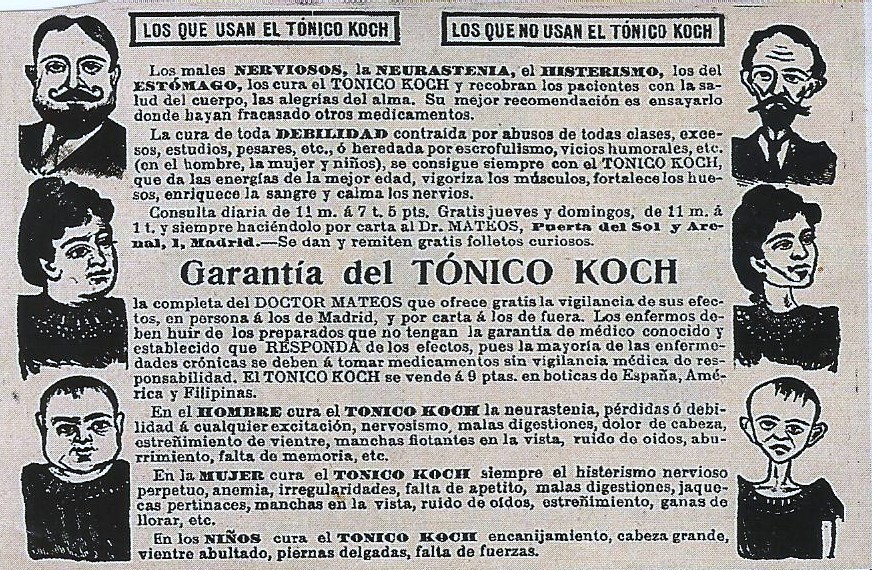 LOS QUE USAN EL TÓNICO KOCH
LOS QUE NO USAN EL TÓNICO KOCH
Los males NERVIOSOS, la NEURASTENIA, el HISTERISMO, los del
ESTÓMAGO, los cura el TONICO KOCH y recobran los pacientes con la sa-
lud del cuerpo, las alegrías del alma. Su mejor recomendación es ensayarlo
donde hayan fracasado otros medicamentos.
La cura de toda DEBILIDAD contraída por abusos de todas clases, exce-
sos, estudios, pesares, etc., ó heredada por escrofulismo, vicios humorales, etc.
(en el hombre, la mujer y niños), se consigue siempre con el TONICO KOCH,
que da las energías de la mejor edad, vigoriza los músculos, fortalece los hue-
sos, enriquece la sangre y calma los nervios.
Consulta diaria de 11 m. á 7 t. 5 pts. Gratis jueves y domingos, de 11 m. á
1 t. y siempre haciéndolo por carta al Dr. MATEOS, Puerta del Sol y Are-
nal, 1, Madrid.—Se dan y remiten gratis folletos curiosos.
Garantía del TÓNICO KOCH
la completa del DOCTOR MATEOS que ofrece gratis la vigilancia de sus efec-
tos, en persona á los de Madrid, y por carta á los de fuera. Los enfermos de-
ben huir de los preparados que no tengan la garantía de médico conocido y
establecido que RESPONDA de los efectos, pues la mayoría de las enferme-
dades crónicas se deben á tomar medicamentos sin vigilancia médica de res-
ponsabilidad. El TONICO KOCH se vende á 9 ptas. en boticas de España, Amé-
rica y Filipinas.
En el HOMBRE cura el TONICO KOCH la neurastenia, pérdidas ó debi-
lidad á cualquier excitación, nervosismo, malas digestiones, dolor de cabeza,
estreñimiento de vientre, manchas flotantes en la vista, ruido de oidos, abu-
rrimiento, falta de memoria, etc.
En la MUJER cura el TONICO KOCH siempre el histerismo nervioso
perpetuo, anemia, irregularidades, falta de apetito, malas digestiones, jaque-
cas pertinaces, manchas en la vista, ruido de oídos, estreñimiento, ganas de
llorar, etc.
En los NIÑOS cura el TONICO KOCH encanijamiento, cabeza grande,
vientre abultado, piernas delgadas, falta de fuerzas.